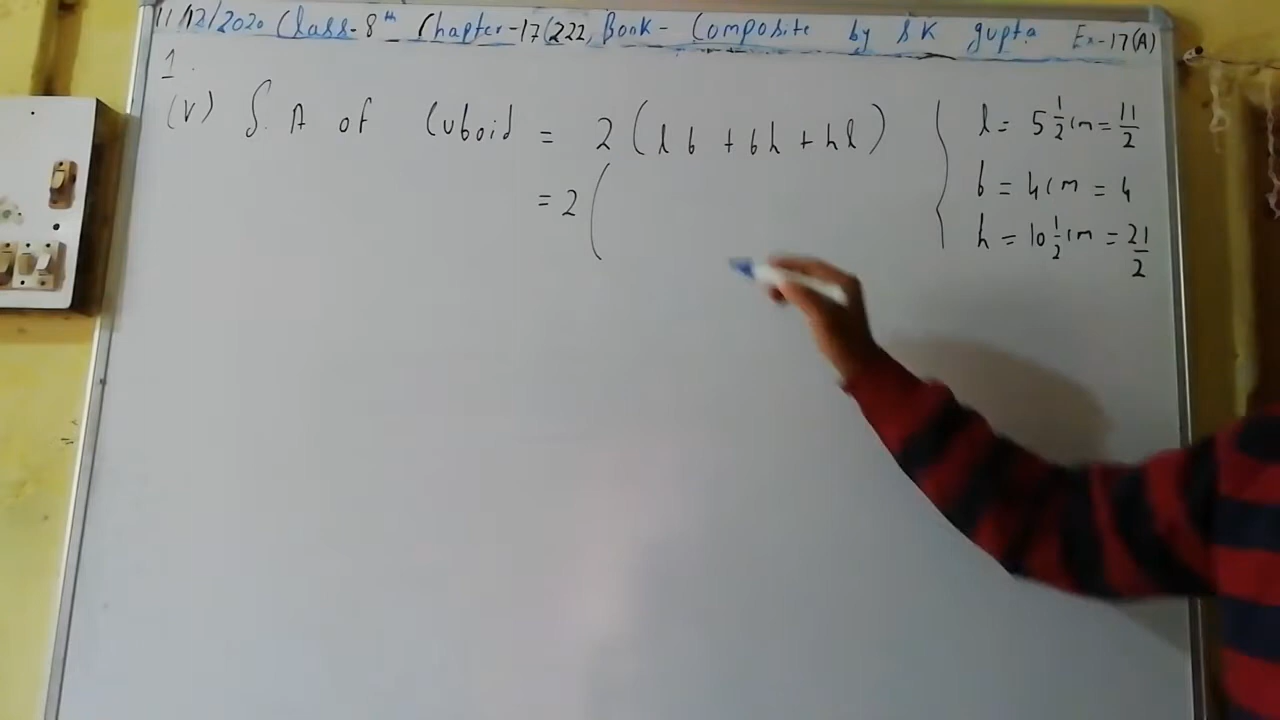 11/12/2020 Class-8th Chapter-17(222, Book - Composite by S K gupta Ex-17(A)
1.
(V) S.A of Cuboid = 2(lb + bh + hl)
= 2(
l = 5 1/2 cm = 11/2
b = 4 cm = 4
h = 10 1/2 cm = 21/2